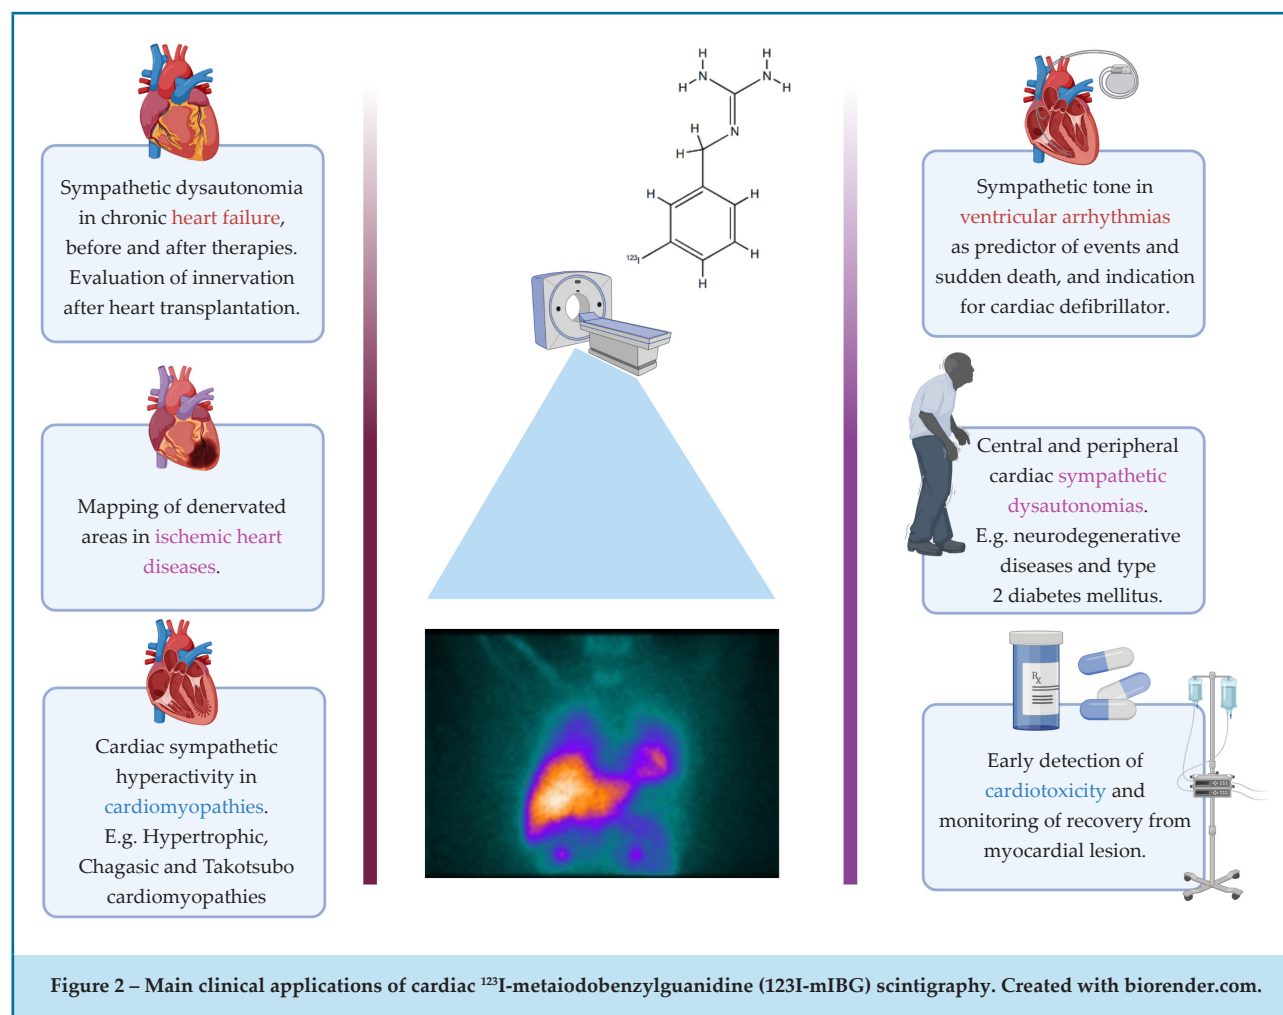 Sympathetic dysautonomia
in chronic heart failure,
before and after therapies.
Evaluation of innervation
after heart transplantation.
Mapping of denervated
areas in ischemic heart
diseases.
Cardiac sympathetic
hyperactivity in
cardiomyopathies.
E.g. Hypertrophic,
Chagasic and Takotsubo
cardiomyopathies
H H
H N N H
N
H
H
H H
¹²³I H
H
Sympathetic tone in
ventricular arrhythmias
as predictor of events and
sudden death, and indication
for cardiac defibrillator.
Central and peripheral
cardiac sympathetic
dysautonomias.
E.g. neurodegenerative
diseases and type
2 diabetes mellitus.
Rx
Early detection of
cardiotoxicity and
monitoring of recovery from
myocardial lesion.
Figure 2 – Main clinical applications of cardiac ¹²³I-metaiodobenzylguanidine (123I-mIBG) scintigraphy. Created with biorender.com.